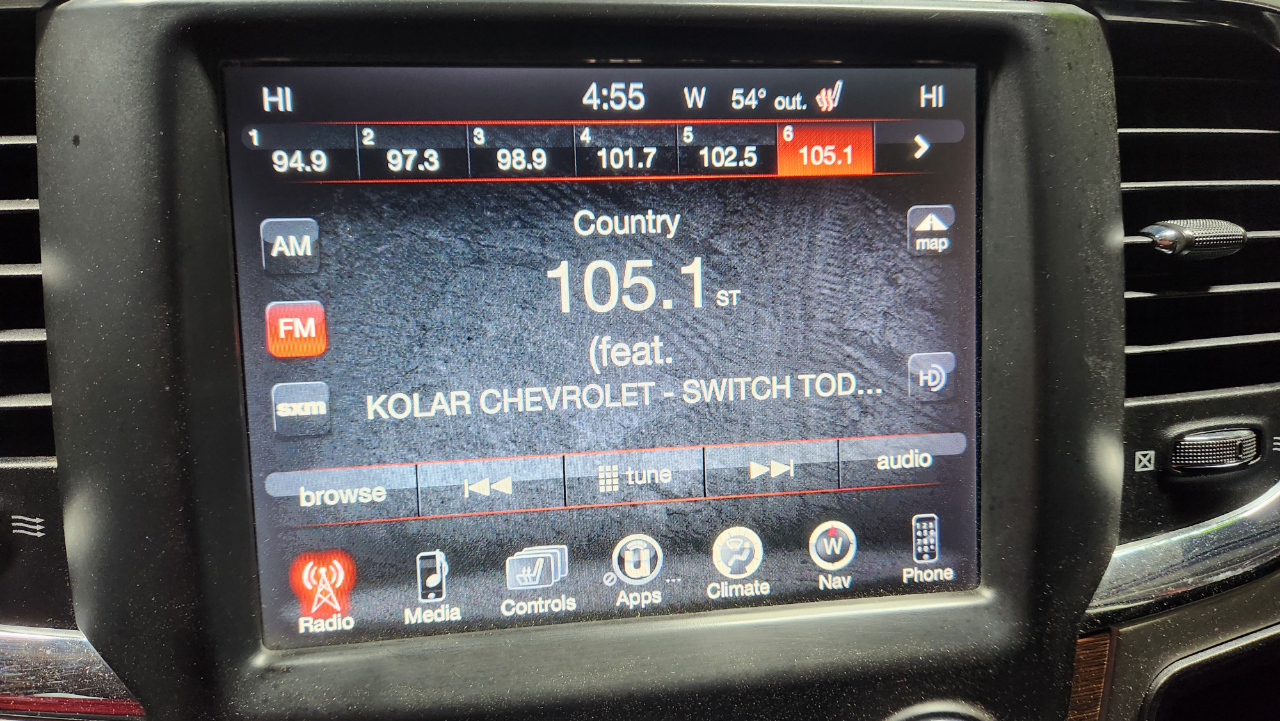 HI 4:55 W 54° out. HI
1 2 3 4 5 6
94.9 97.3 98.9 101.7 102.5 105.1
Country
AM map
105.1 ST
FM
(feat.
HD
sxm KOLAR CHEVROLET - SWITCH TOD...
browse tune audio
Radio Media Controls Apps Climate Nav Phone
W